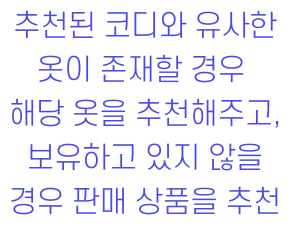 추천된 코디와 유사한
옷이 존재할 경우
해당 옷을 추천해주고,
보유하고 있지 않을
경우 판매 상품을 추천